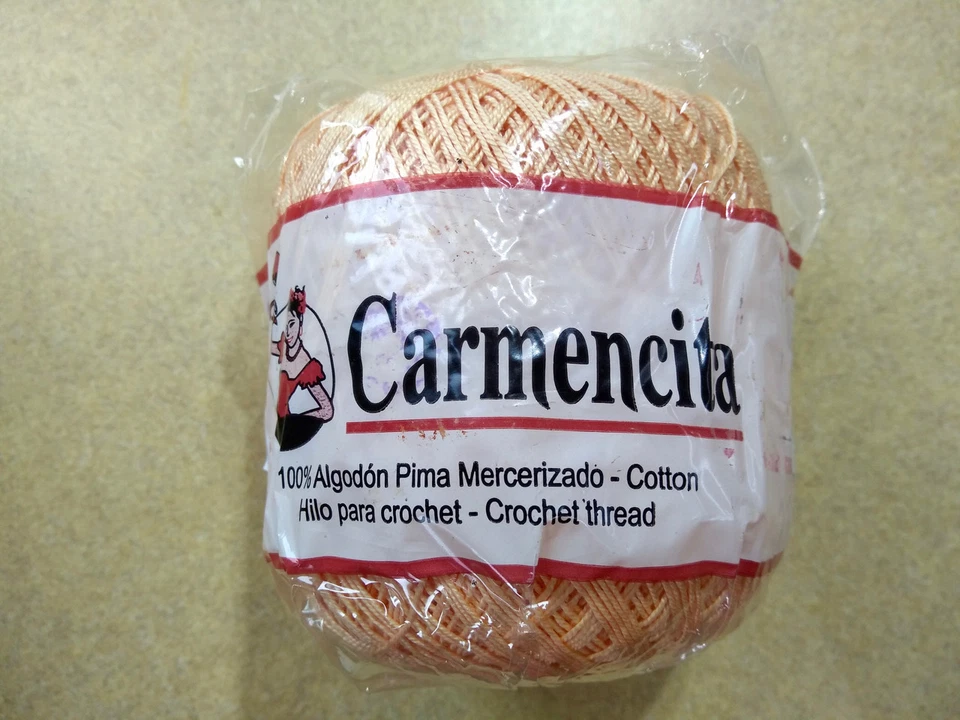 Carmencita
100% Algodón Pima Mercerizado - Cotton
Hilo para crochet - Crochet thread